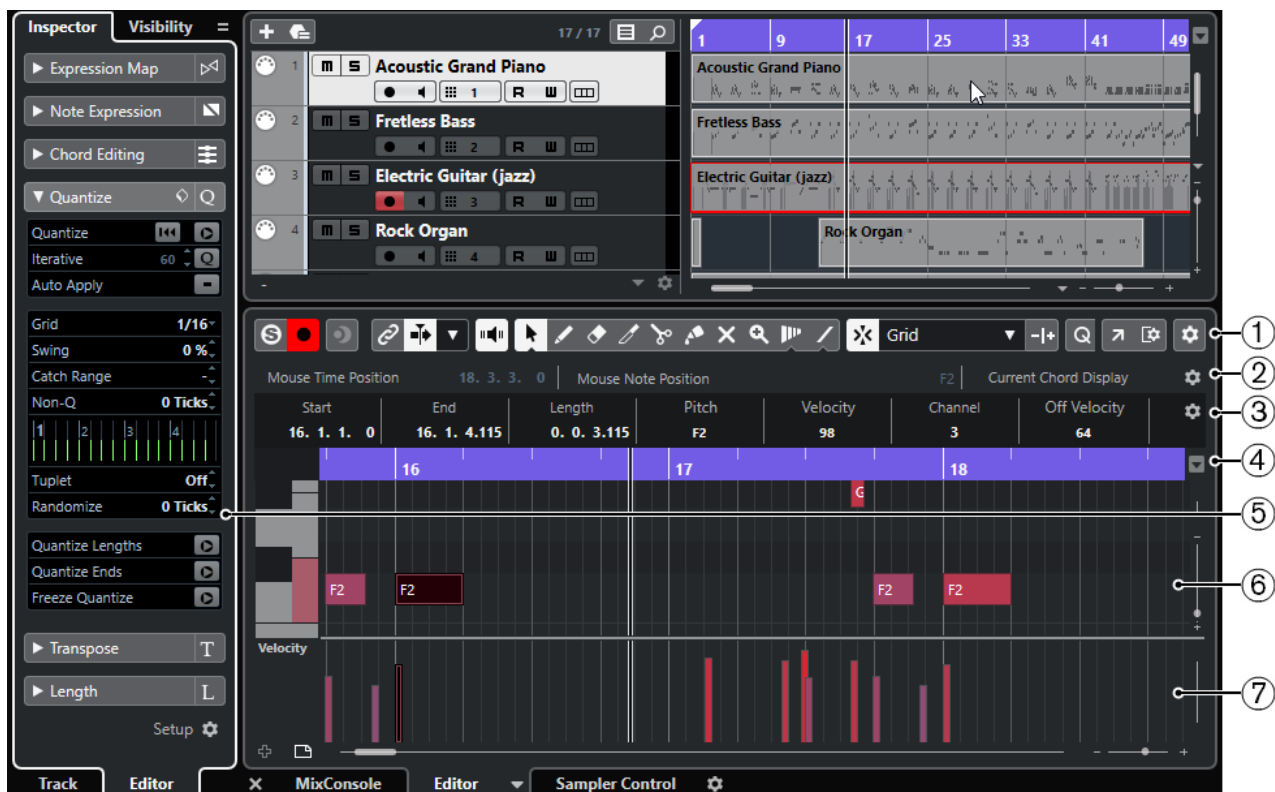 Inspector Visibility
Expression Map
Note Expression
Chord Editing
Quantize Q
Quantize
Iterative 60 Q
Auto Apply
Grid 1/16
Swing 0 %
Catch Range -
Non-Q 0 Ticks
1 2 3 4
Tuplet Off
Randomize 0 Ticks
Quantize Lengths
Quantize Ends
Freeze Quantize
Transpose T
Length L
Setup
Track Editor
17 / 17
1 m S Acoustic Grand Piano
1 R W
2 m S Fretless Bass
2 R W
3 m S Electric Guitar (jazz)
3 R W
4 m S Rock Organ
4 R W
-
1 9 17 25 33 41 49
Acoustic Grand Piano
Fretless Bass
Electric Guitar (jazz)
Rock Organ
S Grid Q 1
Mouse Time Position 18. 3. 3. 0 Mouse Note Position F2 Current Chord Display 2
Start End Length Pitch Velocity Channel Off Velocity
16. 1. 1. 0 16. 1. 4.115 0. 0. 3.115 F2 98 3 64 3
16 17 18 4
G
5
F2 F2 F2 F2 6
Velocity
7
MixConsole Editor Sampler Control